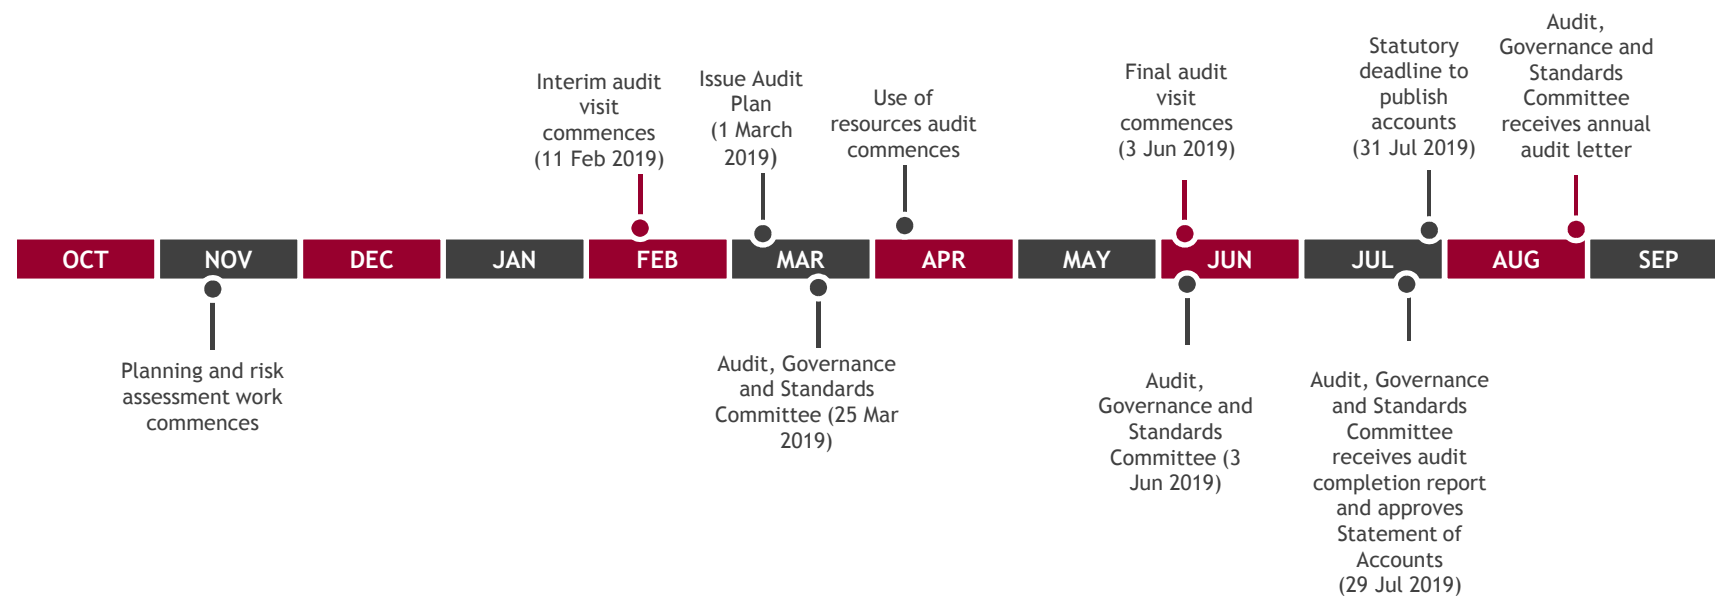 Interim audit
visit
commences
(11 Feb 2019)
Issue Audit
Plan
(1 March
2019)
Use of
resources audit
commences
Final audit
visit
commences
(3 Jun 2019)
Statutory
deadline to
publish
accounts
(31 Jul 2019)
Audit,
Governance and
Standards
Committee
receives annual
audit letter
OCT
NOV
DEC
JAN
FEB
MAR
APR
MAY
JUN
JUL
AUG
SEP
Planning and risk
assessment work
commences
Audit, Governance
and Standards
Committee (25 Mar
2019)
Audit,
Governance and
Standards
Committee (3
Jun 2019)
Audit, Governance
and Standards
Committee
receives audit
completion report
and approves
Statement of
Accounts
(29 Jul 2019)